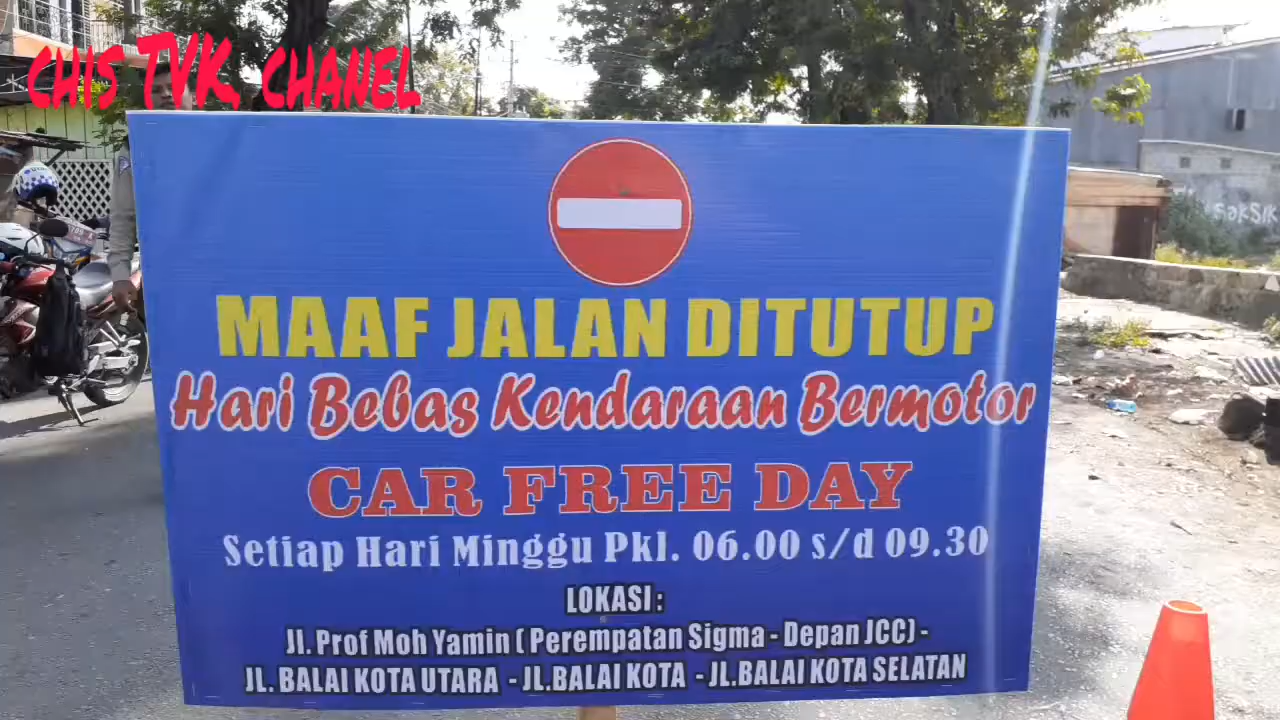 CHIS TVK CHANEL
MAAF JALAN DITUTUP
Hari Bebas Kendaraan Bermotor
CAR FREE DAY
Setiap Hari Minggu Pkl. 06.00 s/d 09.30
LOKASI :
Jl. Prof Moh Yamin ( Perempatan Sigma - Depan JCC) -
JL. BALAI KOTA UTARA - JL.BALAI KOTA - JL.BALAI KOTA SELATAN